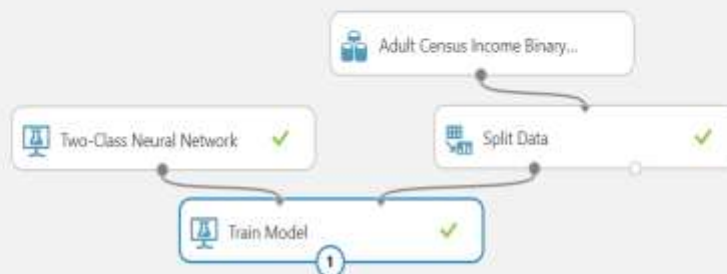 Adult Census Income Binary...
Two-Class Neural Network
Split Data
Train Model
1